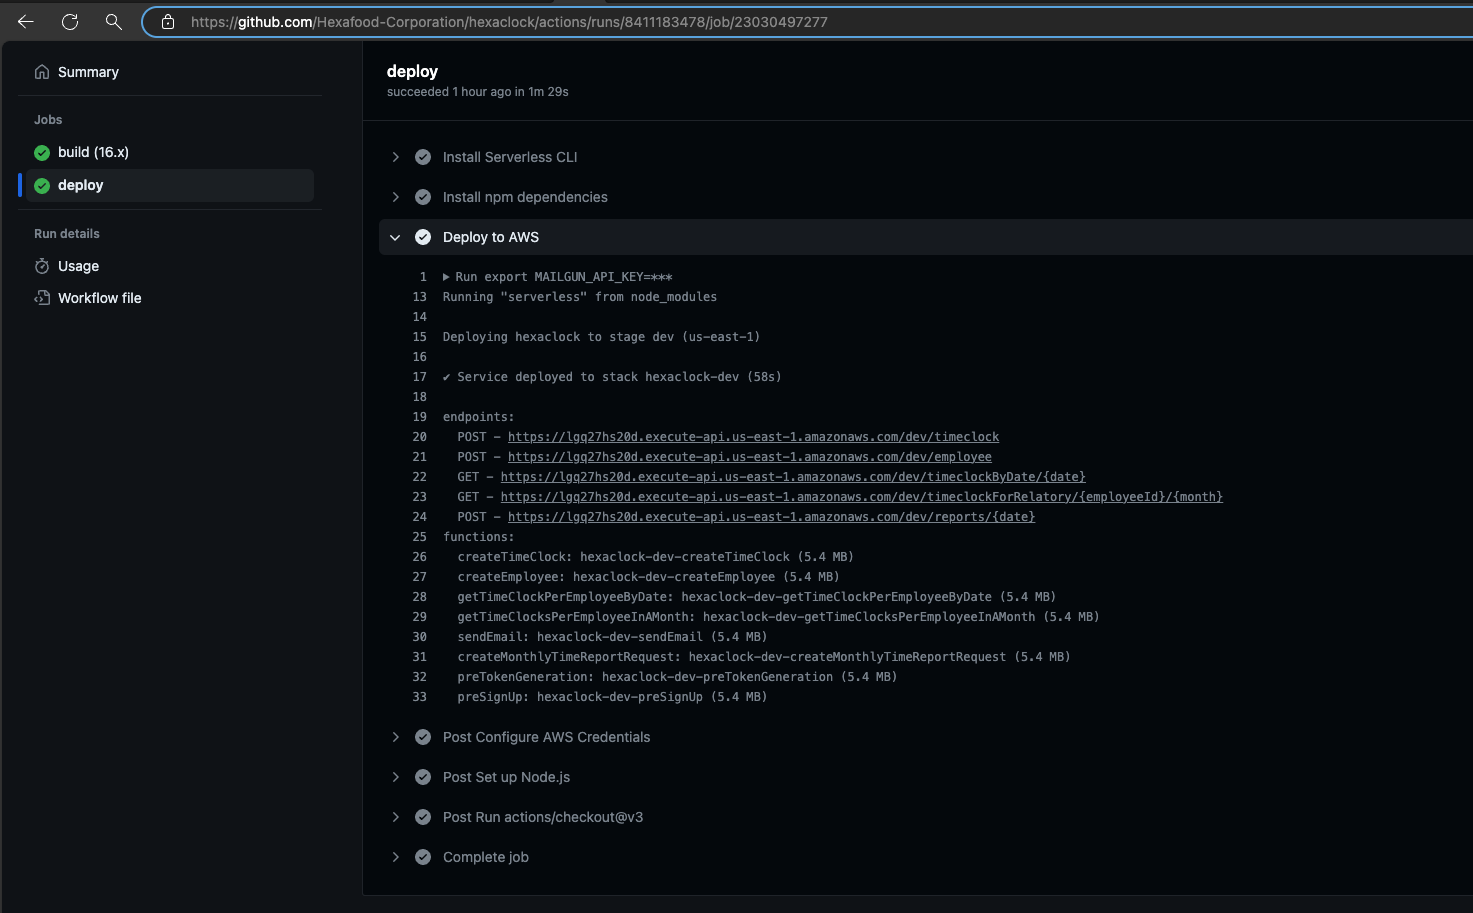 https://github.com/Hexafood-Corporation/hexaclock/actions/runs/8411183478/job/23030497277
Summary
Jobs
build (16.x)
deploy
Run details
Usage
Workflow file
deploy
succeeded 1 hour ago in 1m 29s
Install Serverless CLI
Install npm dependencies
Deploy to AWS
1 ▶ Run export MAILGUN_API_KEY=***
13 Running "serverless" from node_modules
14
15 Deploying hexaclock to stage dev (us-east-1)
16
17 ✔ Service deployed to stack hexaclock-dev (58s)
18
19 endpoints:
20 POST - https://lgq27hs20d.execute-api.us-east-1.amazonaws.com/dev/timeclock
21 POST - https://lgq27hs20d.execute-api.us-east-1.amazonaws.com/dev/employee
22 GET - https://lgq27hs20d.execute-api.us-east-1.amazonaws.com/dev/timeclockByDate/{date}
23 GET - https://lgq27hs20d.execute-api.us-east-1.amazonaws.com/dev/timeclockForRelatory/{employeeId}/{month}
24 POST - https://lgq27hs20d.execute-api.us-east-1.amazonaws.com/dev/reports/{date}
25 functions:
26 createTimeClock: hexaclock-dev-createTimeClock (5.4 MB)
27 createEmployee: hexaclock-dev-createEmployee (5.4 MB)
28 getTimeClockPerEmployeeByDate: hexaclock-dev-getTimeClockPerEmployeeByDate (5.4 MB)
29 getTimeClocksPerEmployeeInAMonth: hexaclock-dev-getTimeClocksPerEmployeeInAMonth (5.4 MB)
30 sendEmail: hexaclock-dev-sendEmail (5.4 MB)
31 createMonthlyTimeReportRequest: hexaclock-dev-createMonthlyTimeReportRequest (5.4 MB)
32 preTokenGeneration: hexaclock-dev-preTokenGeneration (5.4 MB)
33 preSignUp: hexaclock-dev-preSignUp (5.4 MB)
Post Configure AWS Credentials
Post Set up Node.js
Post Run actions/checkout@v3
Complete job